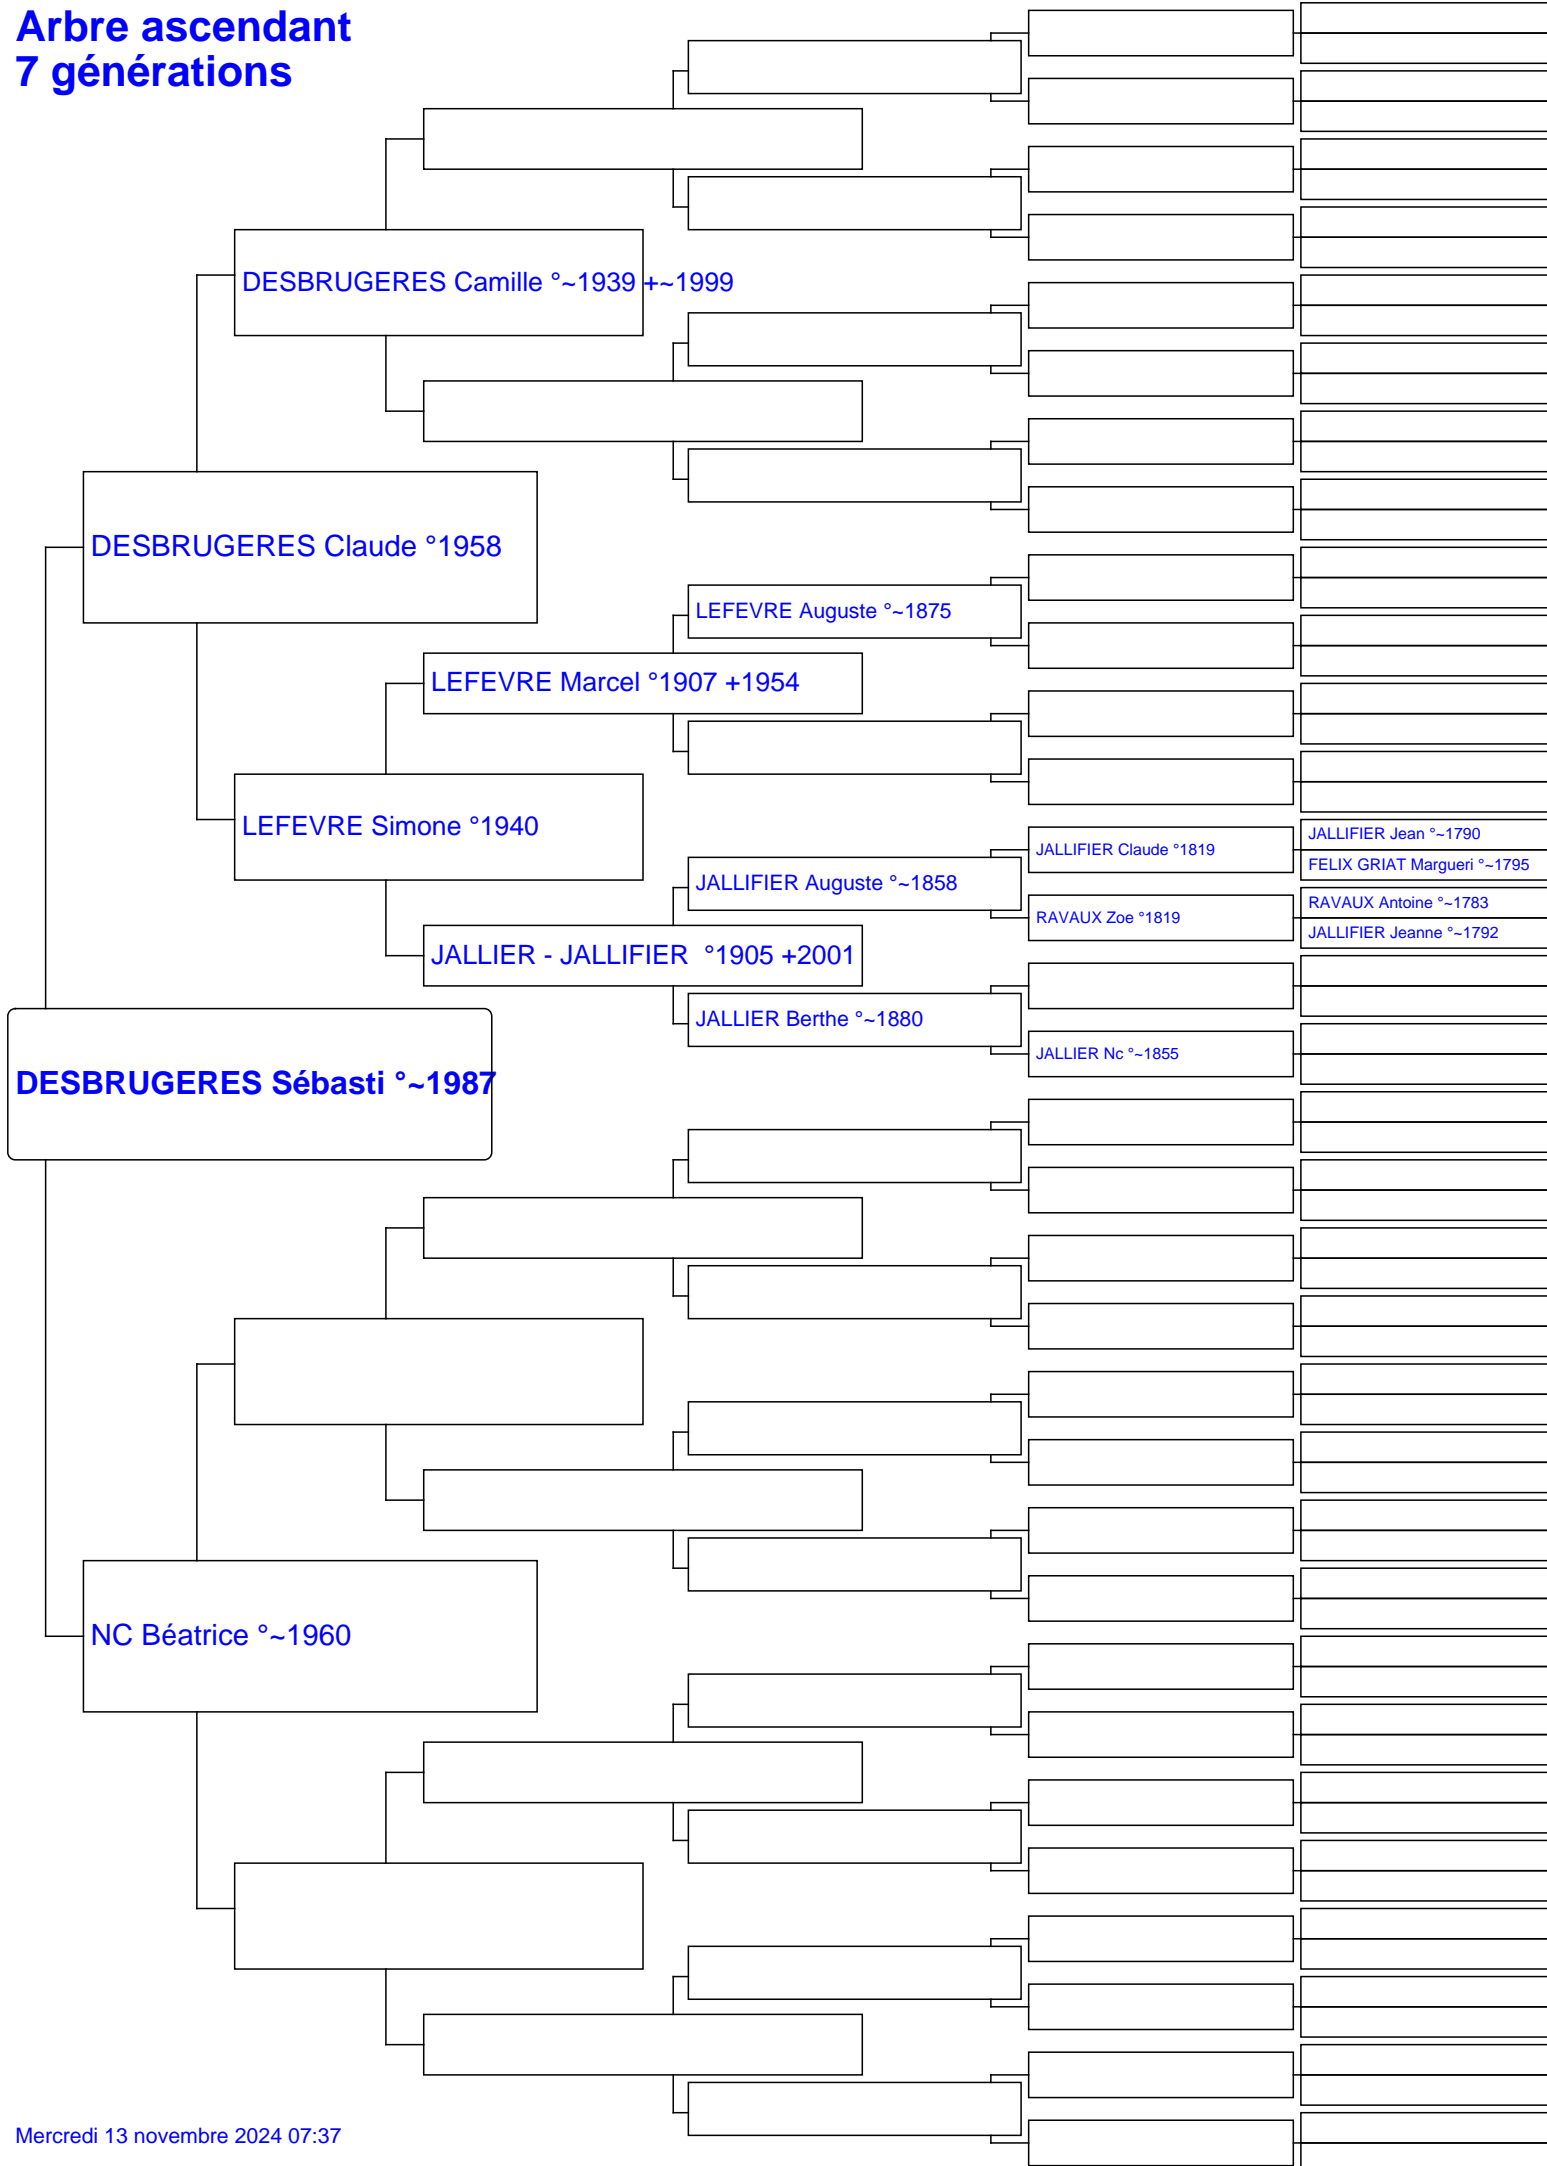 Arbre ascendant
7 générations
DESBRUGERES Camille °~1939 +~1999
DESBRUGERES Claude °1958
LEFEVRE Auguste °~1875
LEFEVRE Marcel °1907 +1954
LEFEVRE Simone °1940
JALLIFIER Jean °~1790
JALLIFIER Claude °1819
FELIX GRIAT Margueri °~1795
JALLIFIER Auguste °~1858
RAVAUX Antoine °~1783
RAVAUX Zoe °1819
JALLIFIER Jeanne °~1792
JALLIER - JALLIFIER  °1905 +2001
JALLIER Berthe °~1880
JALLIER Nc °~1855
DESBRUGERES Sébasti °~1987
NC Béatrice °~1960
Mercredi 13 novembre 2024 07:37